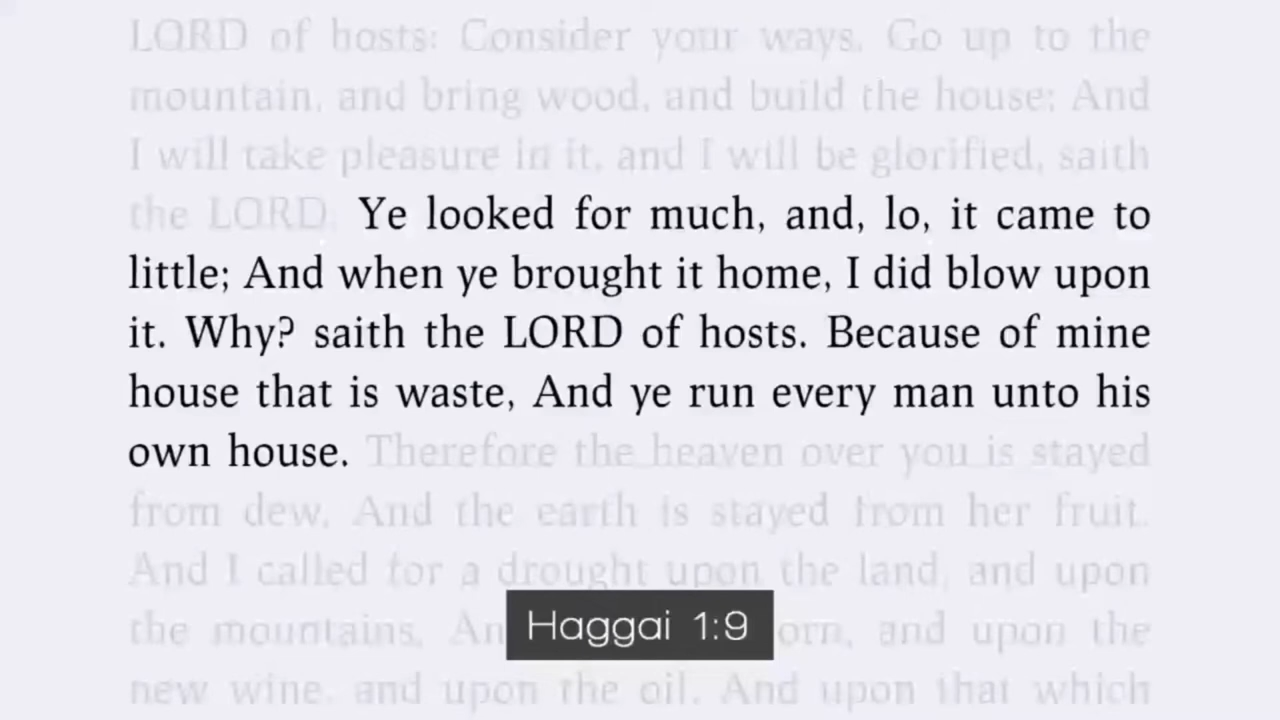 LORD of hosts: Consider your ways. Go up to the
mountain, and bring wood, and build the house; And
I will take pleasure in it, and I will be glorified, saith
the LORD. Ye looked for much, and, lo, it came to
little; And when ye brought it home, I did blow upon
it. Why? saith the LORD of hosts. Because of mine
house that is waste, And ye run every man unto his
own house. Therefore the heaven over you is stayed
from dew, And the earth is stayed from her fruit.
And I called for a drought upon the land, and upon
the mountains, An orn, and upon the
Haggai 1:9
new wine, and upon the oil, And upon that which